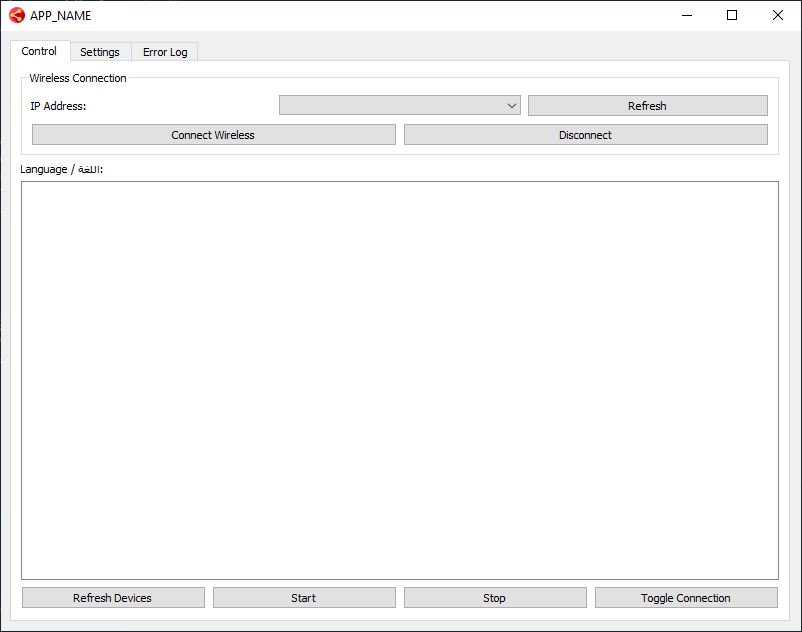 APP_NAME
Control Settings Error Log
Wireless Connection
IP Address: Refresh
Connect Wireless Disconnect
Language / اللغة:
Refresh Devices Start Stop Toggle Connection